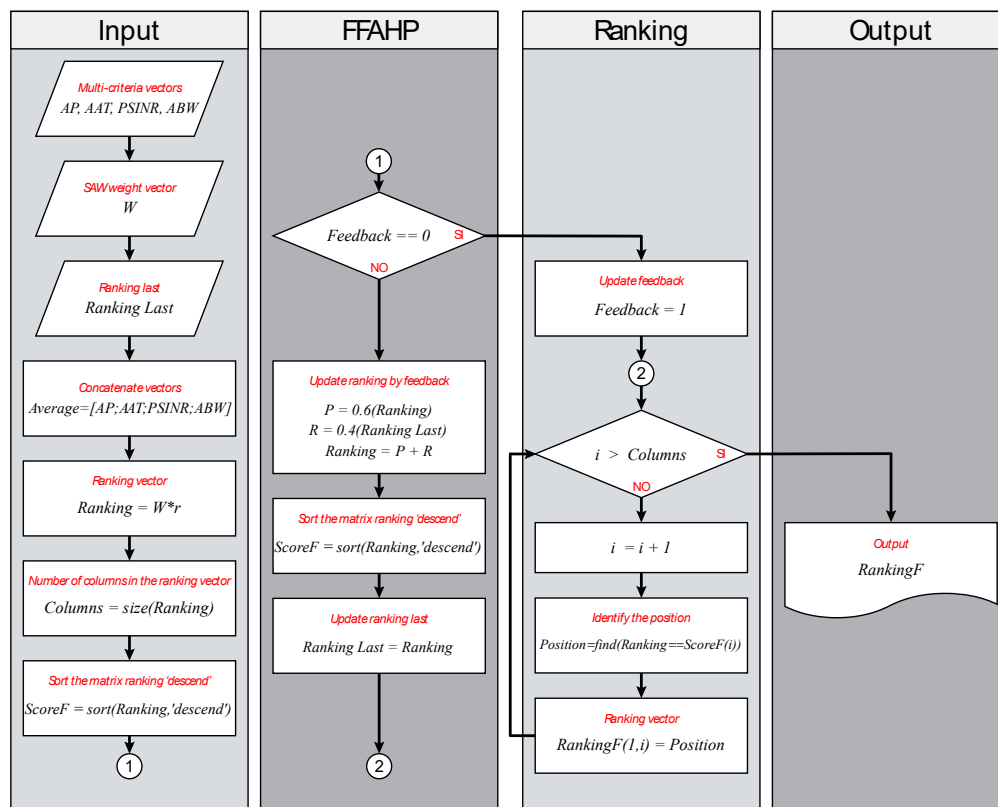 Input
Multi-criteria vectors
AP, AAT, PSINR, ABW
SAW weight vector
W
Ranking last
Ranking Last
Concatenate vectors
Average=[AP;AAT;PSINR;ABW]
Ranking vector
Ranking = W*r
Number of columns in the ranking vector
Columns = size(Ranking)
Sort the matrix ranking ‘descend’
ScoreF = sort(Ranking,'descend')
1
FFAHP
1
Feedback == 0
SI
NO
Update ranking by feedback
P = 0.6(Ranking)
R = 0.4(Ranking Last)
Ranking = P + R
Sort the matrix ranking ‘descend’
ScoreF = sort(Ranking,'descend')
Update ranking last
Ranking Last = Ranking
2
Ranking
Update feedback
Feedback = 1
2
i > Columns
SI
NO
i = i + 1
Identify the position
Position=find(Ranking==ScoreF(i))
Ranking vector
RankingF(1,i) = Position
Output
Output
RankingF